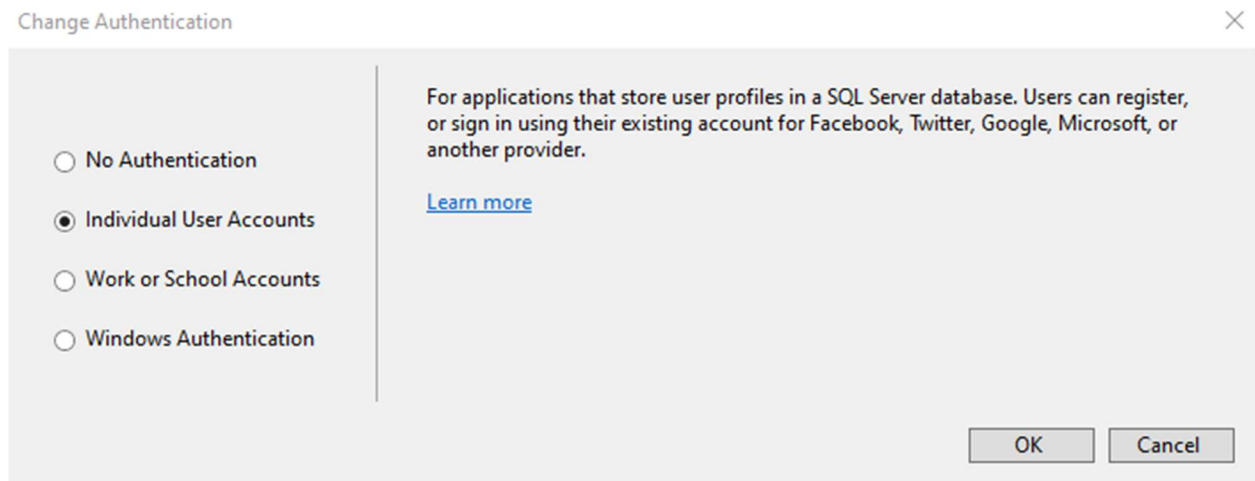 Change Authentication
No Authentication
Individual User Accounts
Work or School Accounts
Windows Authentication
For applications that store user profiles in a SQL Server database. Users can register,
or sign in using their existing account for Facebook, Twitter, Google, Microsoft, or
another provider.
Learn more
OK
Cancel